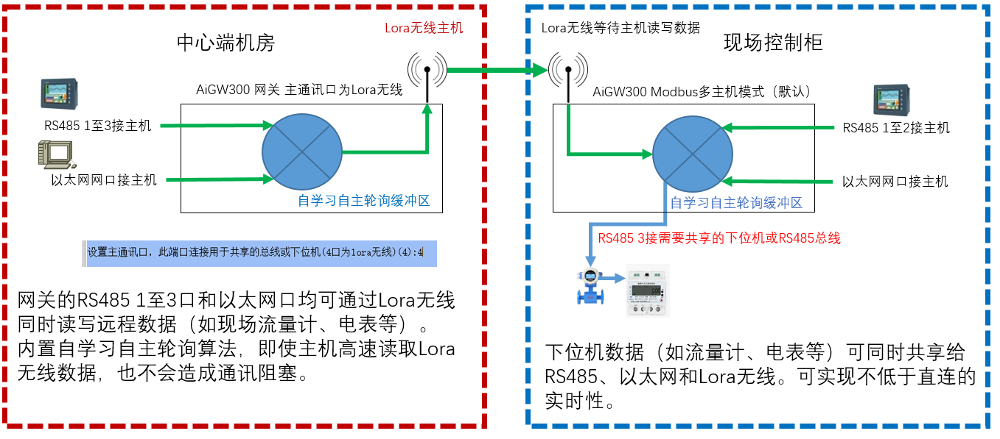 Lora无线主机
中心端机房
AiGW300 网关 主通讯口为Lora无线
RS485 1至3接主机
以太网网口接主机
自学习自主轮询缓冲区
设置主通讯口，此端口连接用于共享的总线或下位机(4口为lora无线)(4):4
网关的RS485 1至3口和以太网口均可通过Lora无线
同时读写远程数据（如现场流量计、电表等）。
内置自学习自主轮询算法，即使主机高速读取Lora
无线数据，也不会造成通讯阻塞。
Lora无线等待主机读写数据
现场控制柜
AiGW300 Modbus多主机模式（默认）
RS485 1至2接主机
以太网网口接主机
自学习自主轮询缓冲区
RS485 3接需要共享的下位机或RS485总线
下位机数据（如流量计、电表等）可同时共享给
RS485、以太网和Lora无线。可实现不低于直连的
实时性。